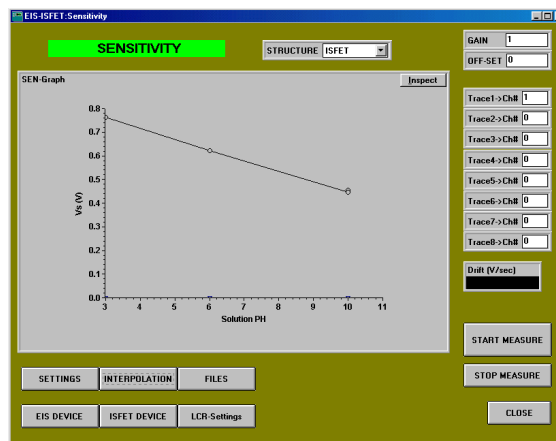 EIS-ISFET:Sensitivity
SENSITIVITY
STRUCTURE ISFET
GAIN 1
OFF-SET 0
SEN-Graph
Inspect
0.8
0.7
0.6
0.5
0.4
0.3
0.2
0.1
0.0
Vs (V)
3 4 5 6 7 8 9 10 11
Solution PH
Trace1->Ch# 1
Trace2->Ch# 0
Trace3->Ch# 0
Trace4->Ch# 0
Trace5->Ch# 0
Trace6->Ch# 0
Trace7->Ch# 0
Trace8->Ch# 0
Drift (V/sec)
START MEASURE
STOP MEASURE
CLOSE
SETTINGS INTERPOLATION FILES
EIS DEVICE ISFET DEVICE LCR-Settings